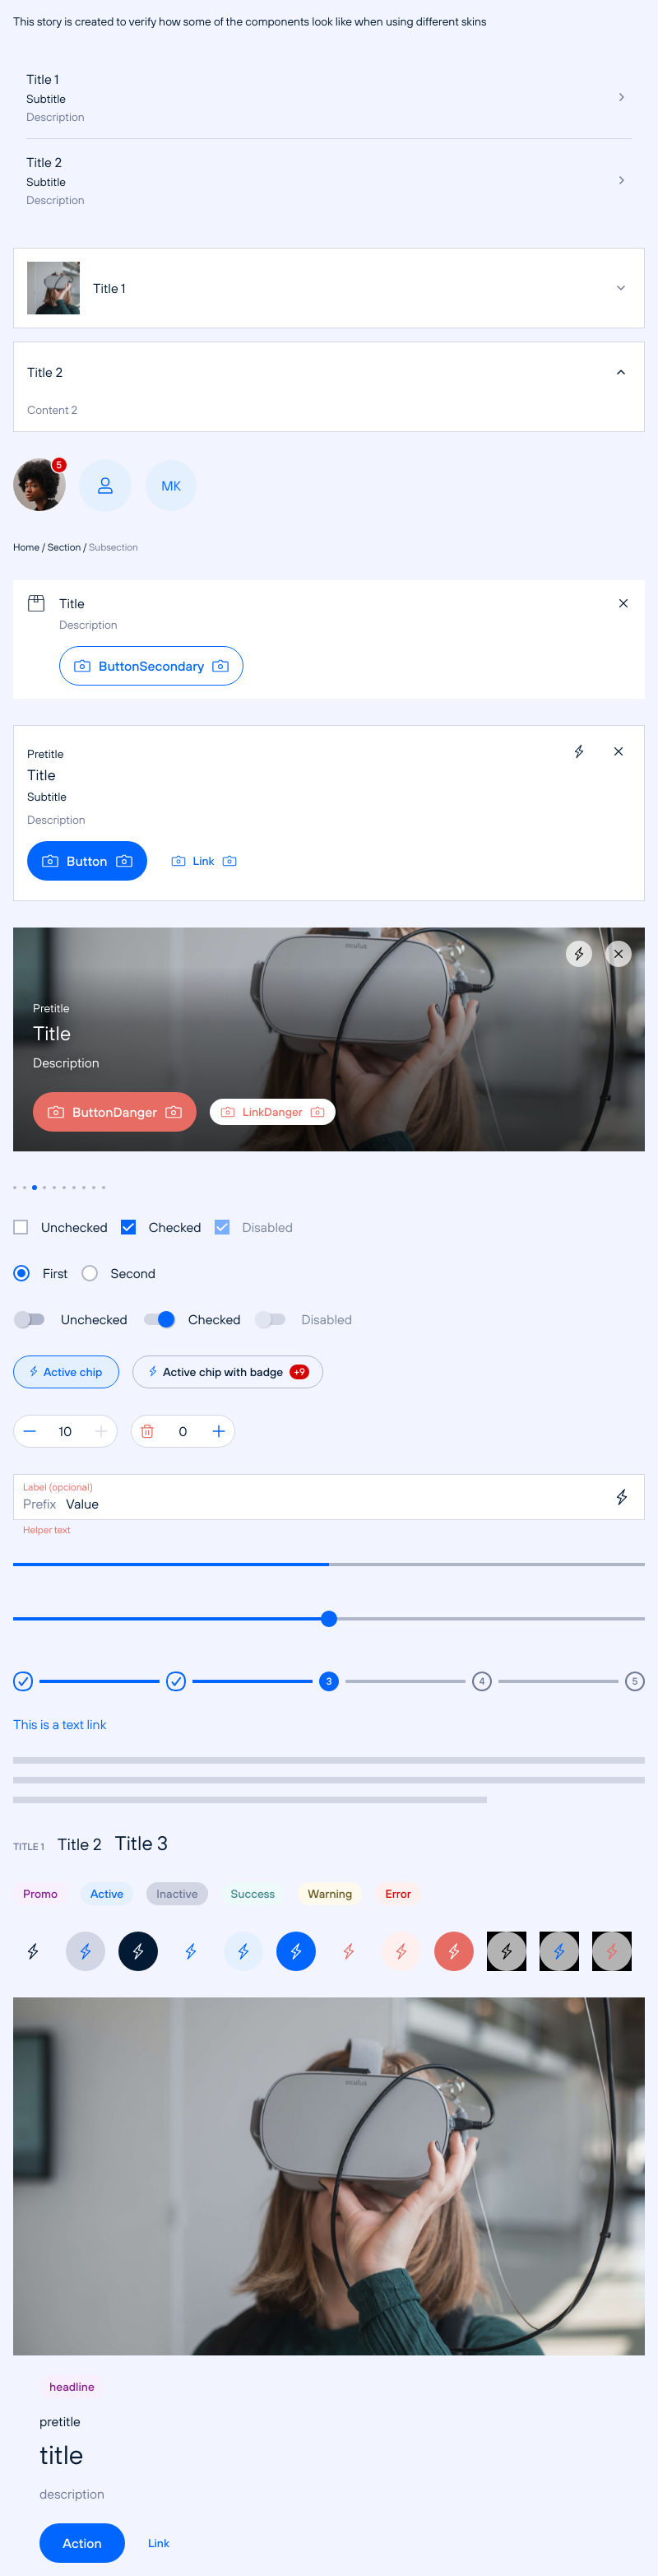 This story is created to verify how some of the components look like when using different skins
Title 1
Subtitle
Description
Title 2
Subtitle
Description
Title 1
Title 2
Content 2
5
MK
Home / Section / Subsection
Title
Description
ButtonSecondary
Pretitle
Title
Subtitle
Description
Button Link
oculus
Pretitle
Title
Description
ButtonDanger LinkDanger
Unchecked Checked Disabled
First Second
Unchecked Checked Disabled
Active chip Active chip with badge +9
10 0
Label (optional)
Prefix Value
Helper text
3 4 5
This is a text link
TITLE 1 Title 2 Title 3
Promo Active Inactive Success Warning Error
oculus
headline
pretitle
title
description
Action Link